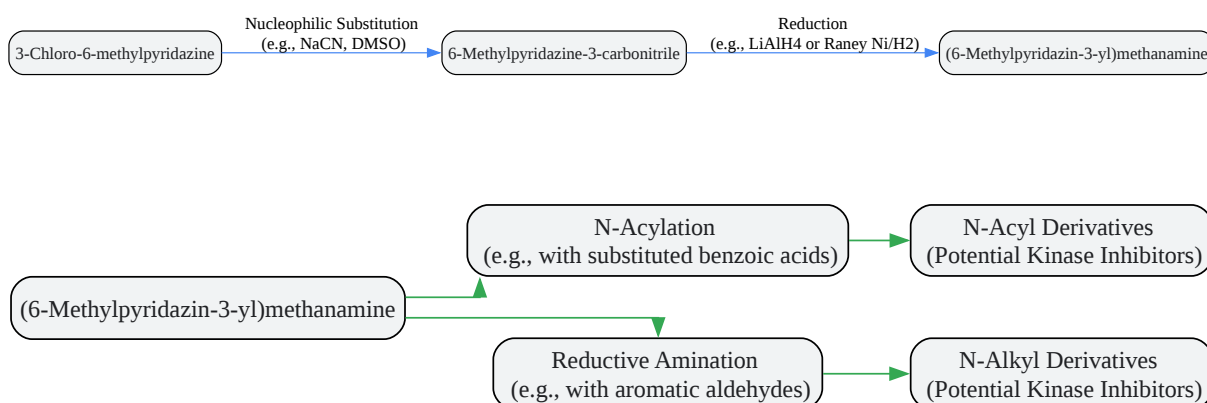 Nucleophilic Substitution
(e.g., NaCN, DMSO)
Reduction
(e.g., LiAlH4 or Raney Ni/H2)
3-Chloro-6-methylpyridazine
6-Methylpyridazine-3-carbonitrile
(6-Methylpyridazin-3-yl)methanamine
N-Acylation
(e.g., with substituted benzoic acids)
N-Acyl Derivatives
(Potential Kinase Inhibitors)
(6-Methylpyridazin-3-yl)methanamine
Reductive Amination
(e.g., with aromatic aldehydes)
N-Alkyl Derivatives
(Potential Kinase Inhibitors)